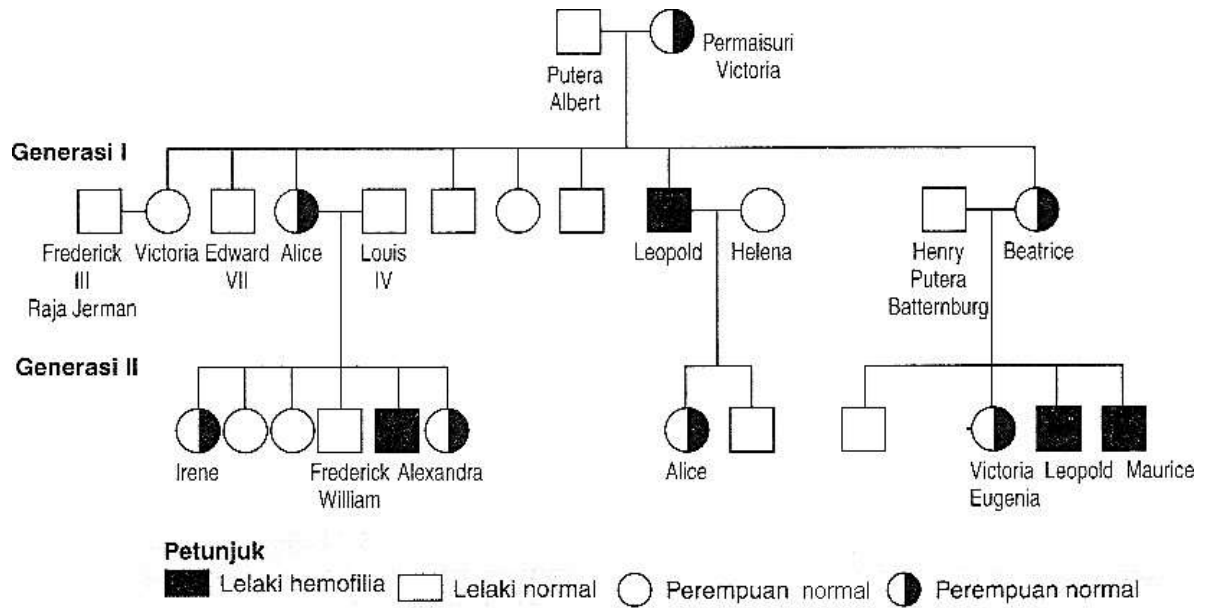 Putera
Albert
Permaisuri
Victoria
Generasi I
Frederick
III
Raja Jerman
Victoria
Edward
VII
Alice
Louis
IV
Leopold
Helena
Henry
Putera
Batternburg
Beatrice
Generasi II
Irene
Frederick
William
Alexandra
Alice
Victoria
Eugenia
Leopold
Maurice
Petunjuk
Lelaki hemofilia
Lelaki normal
Perempuan normal
Perempuan normal